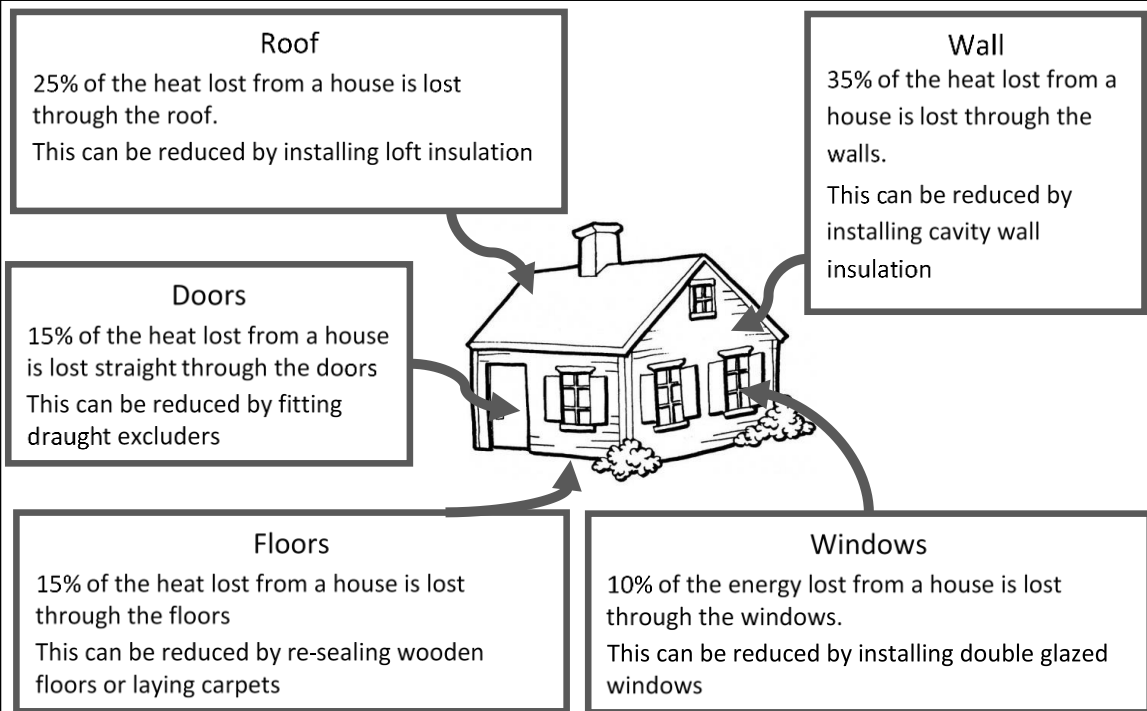 Roof
25% of the heat lost from a house is lost
through the roof.
This can be reduced by installing loft insulation
Wall
35% of the heat lost from a
house is lost through the
walls.
This can be reduced by
installing cavity wall
insulation
Doors
15% of the heat lost from a house
is lost straight through the doors
This can be reduced by fitting
draught excluders
Floors
15% of the heat lost from a house is lost
through the floors
This can be reduced by re-sealing wooden
floors or laying carpets
Windows
10% of the energy lost from a house is lost
through the windows.
This can be reduced by installing double glazed
windows